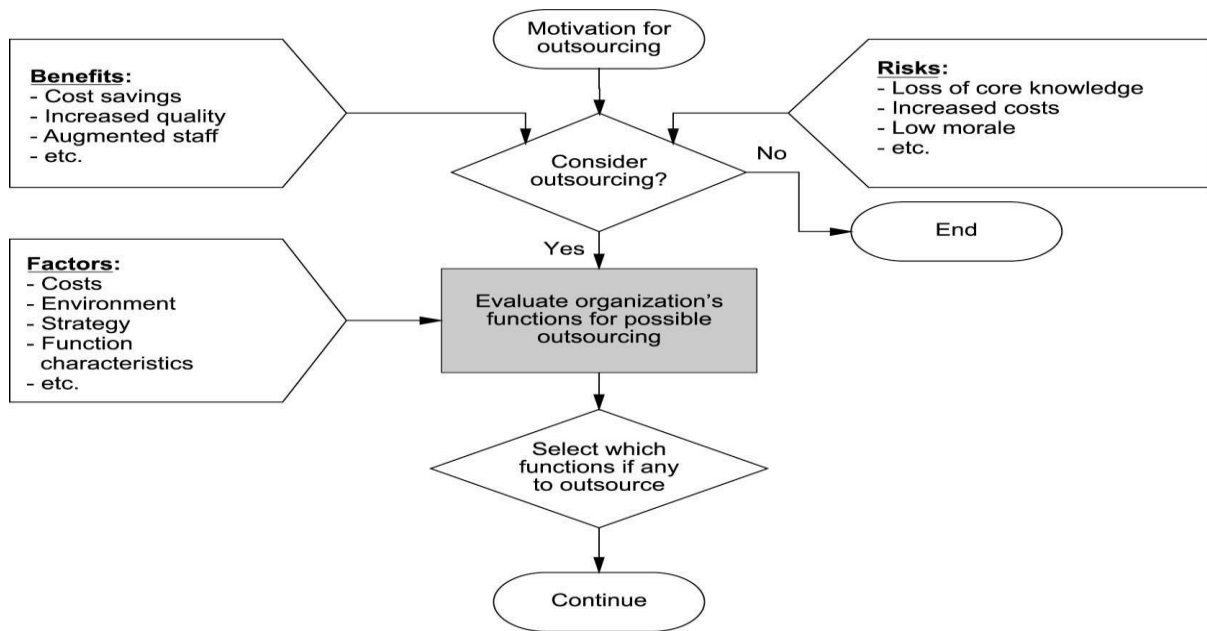 Motivation for
outsourcing
Benefits:
- Cost savings
- Increased quality
- Augmented staff
- etc.
Risks:
- Loss of core knowledge
- Increased costs
- Low morale
- etc.
Consider
outsourcing?
No
End
Yes
Factors:
- Costs
- Environment
- Strategy
- Function
characteristics
- etc.
Evaluate organization’s
functions for possible
outsourcing
Select which
functions if any
to outsource
Continue